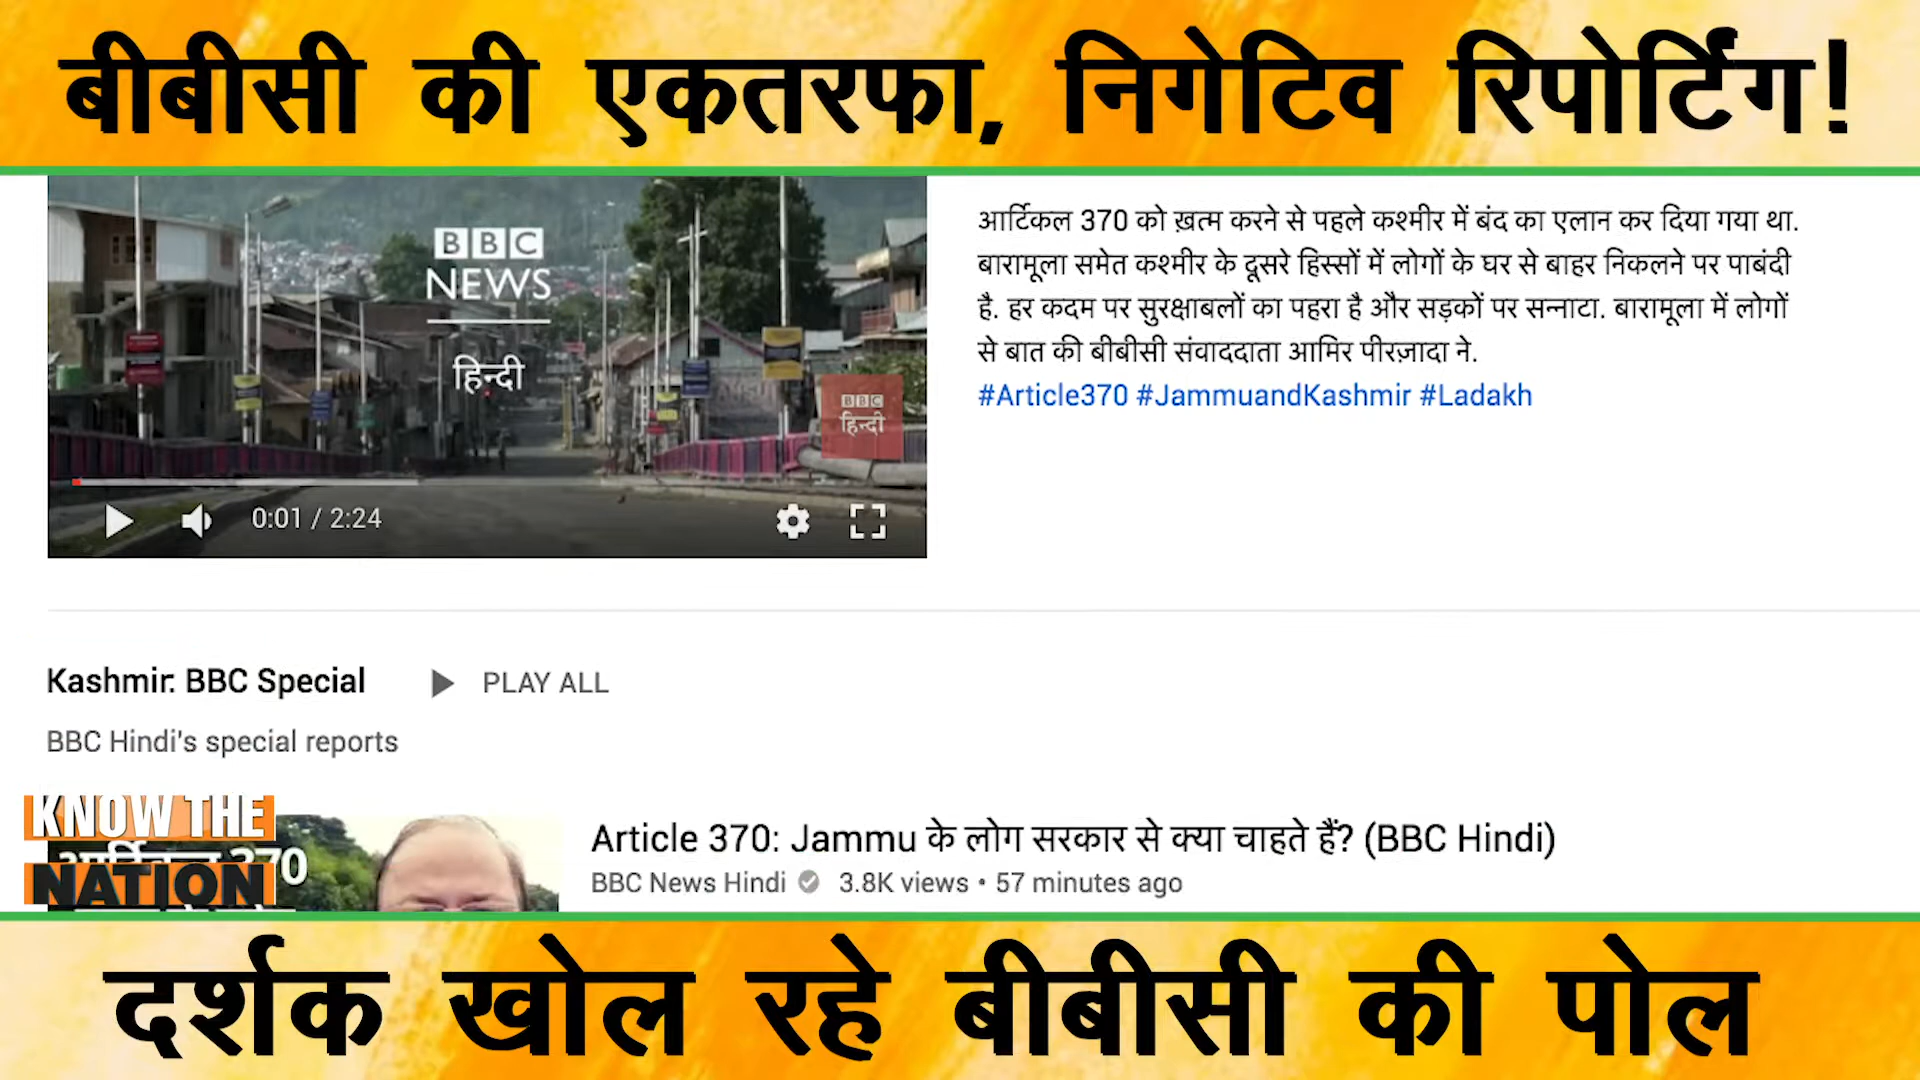 बीबीसी की एकतरफा, निगेटिव रिपोर्टिंग!
BBC
NEWS
हिन्दी
BBC
हिन्दी
0:01 / 2:24
आर्टिकल 370 को ख़त्म करने से पहले कश्मीर में बंद का एलान कर दिया गया था.
बारामूला समेत कश्मीर के दूसरे हिस्सों में लोगों के घर से बाहर निकलने पर पाबंदी
है. हर कदम पर सुरक्षाबलों का पहरा है और सड़कों पर सन्नाटा. बारामूला में लोगों
से बात की बीबीसी संवाददाता आमिर पीरज़ादा ने.
#Article370 #JammuandKashmir #Ladakh
Kashmir: BBC Special
PLAY ALL
BBC Hindi's special reports
KNOW THE
NATION
आर्टिकल 370
Article 370: Jammu के लोग सरकार से क्या चाहते हैं? (BBC Hindi)
BBC News Hindi
3.8K views • 57 minutes ago
दर्शक खोल रहे बीबीसी की पोल